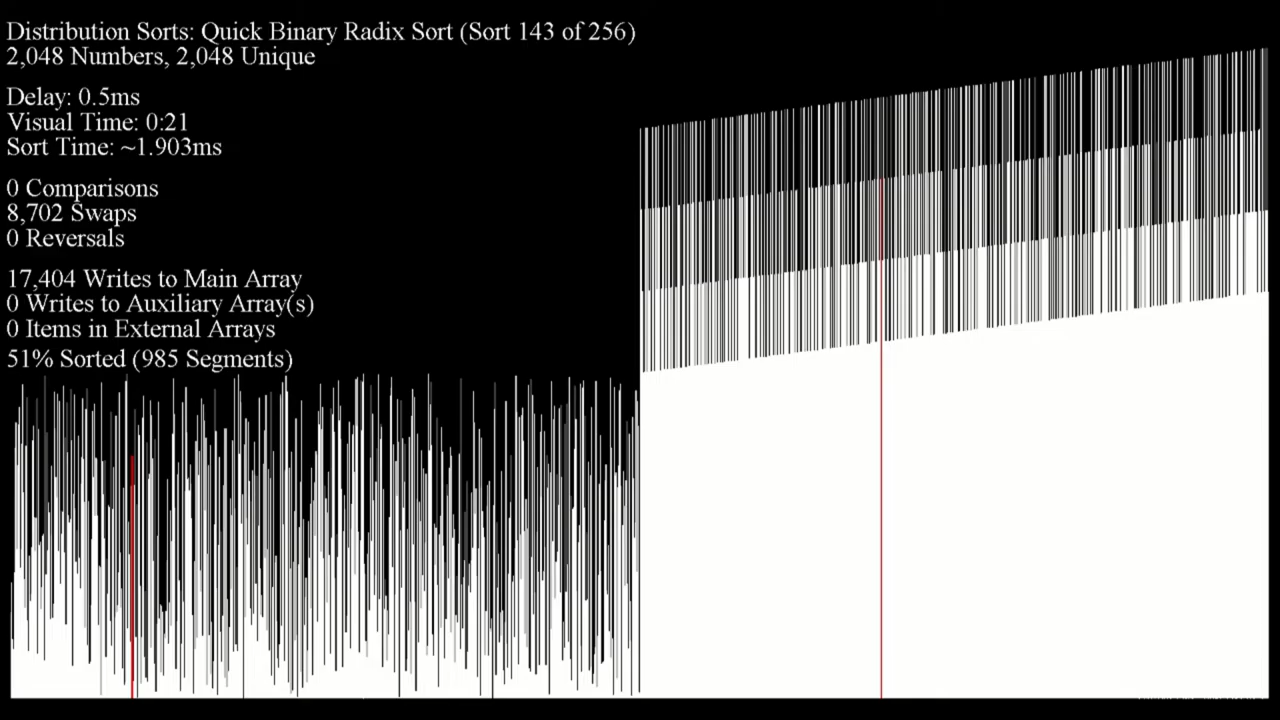 Distribution Sorts: Quick Binary Radix Sort (Sort 143 of 256)
2,048 Numbers, 2,048 Unique
Delay: 0.5ms
Visual Time: 0:21
Sort Time: ~1.903ms
0 Comparisons
8,702 Swaps
0 Reversals
17,404 Writes to Main Array
0 Writes to Auxiliary Array(s)
0 Items in External Arrays
51% Sorted (985 Segments)